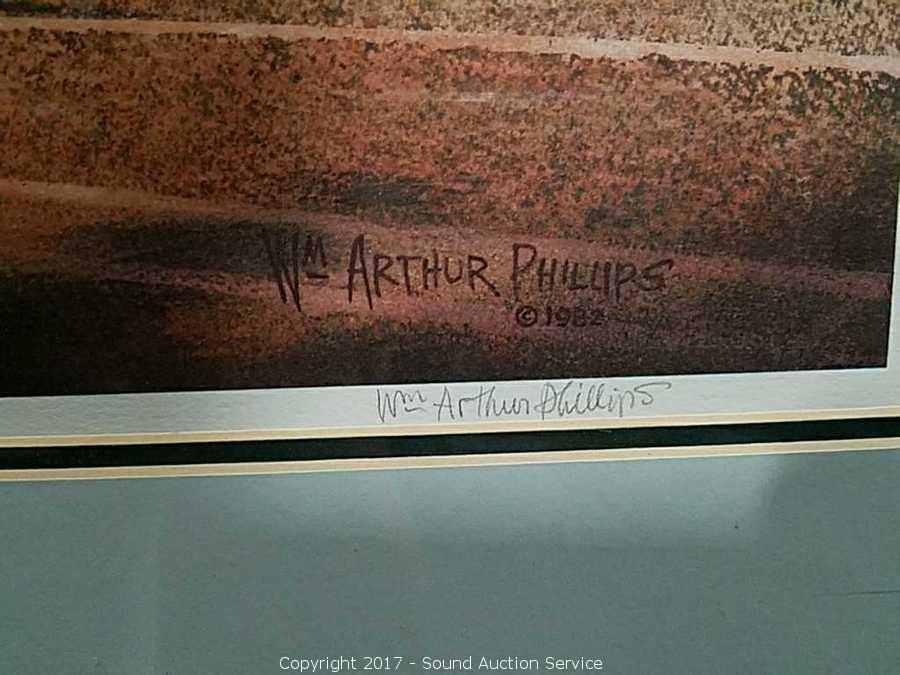 Wm Arthur Phillips
©1982
Wm Arthur Phillips
Copyright 2017 - Sound Auction Service